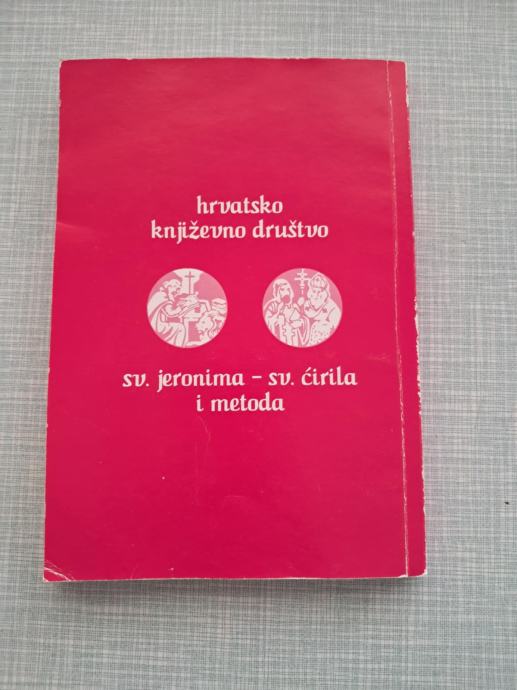 hrvatsko
književno društvo
sv. jeronima – sv. ćirila
i metoda